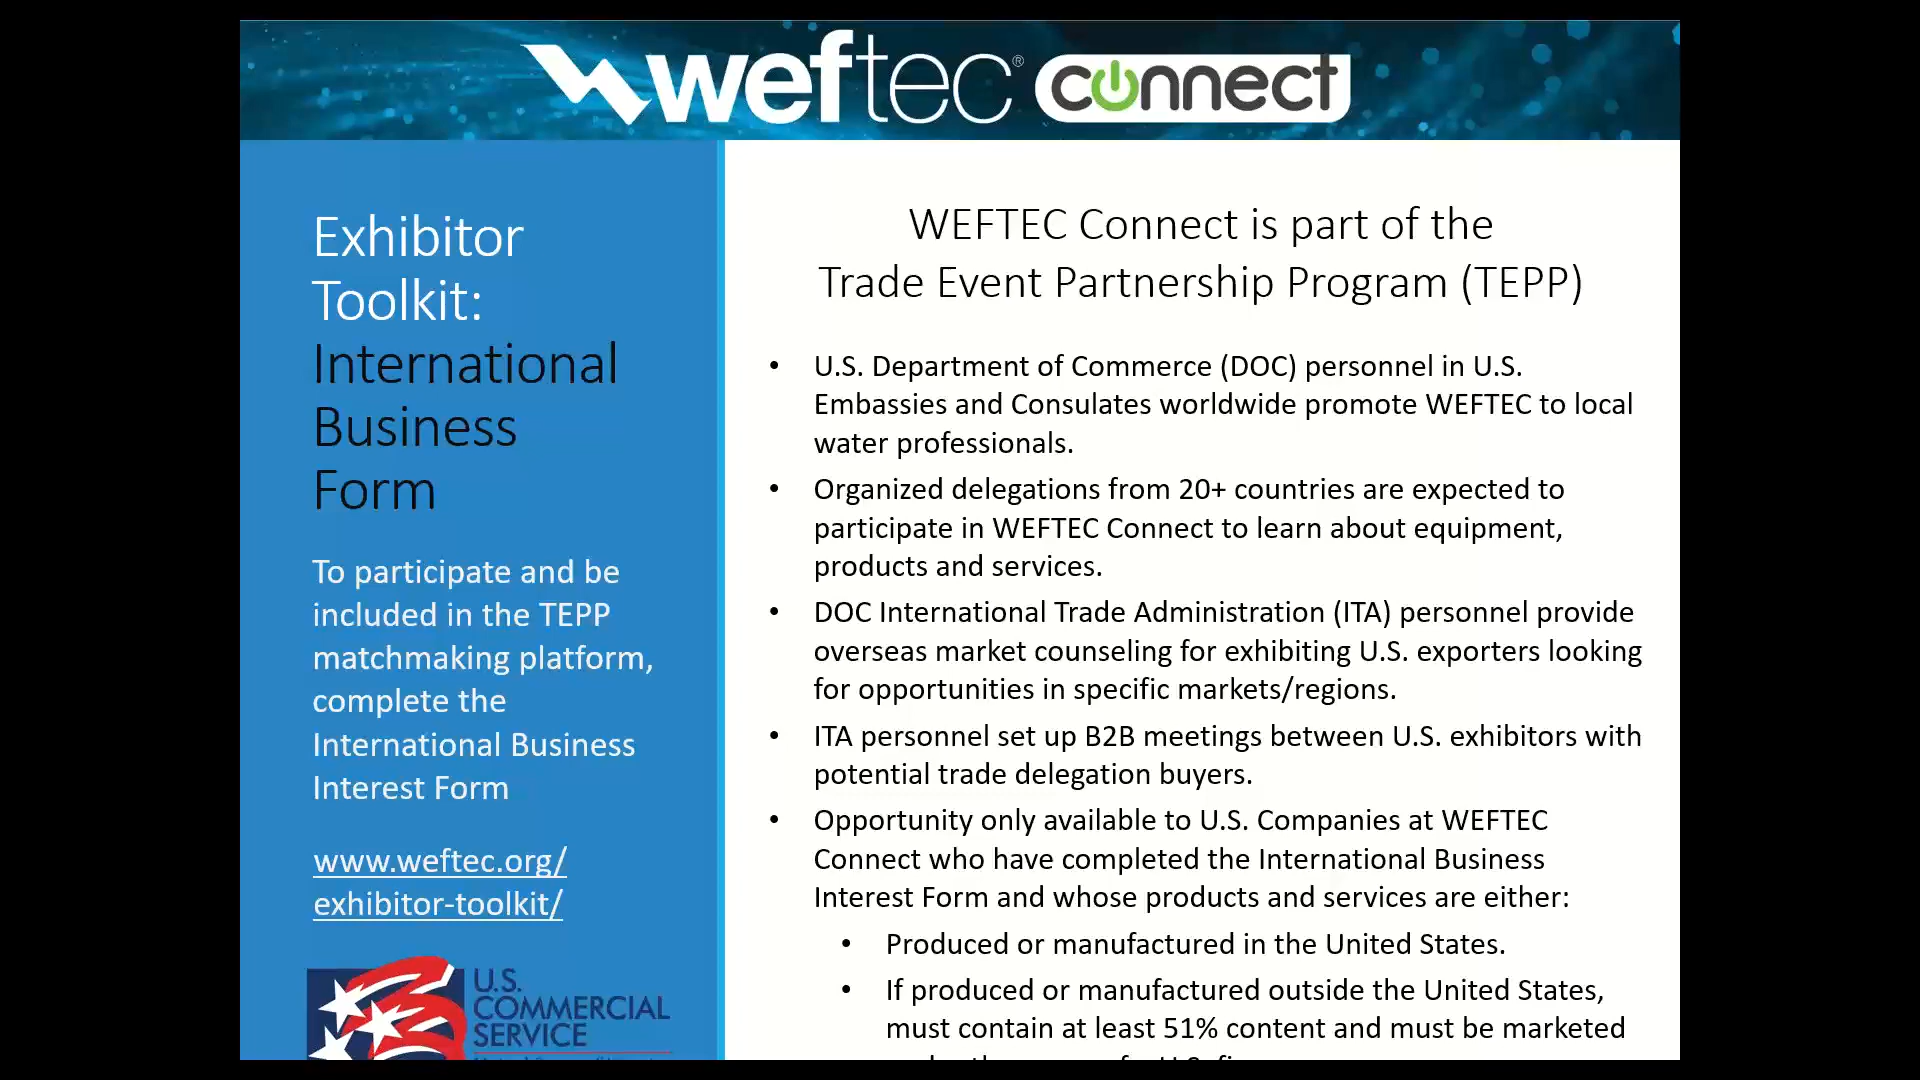 weftec® connect
Exhibitor
Toolkit:
International
Business
Form
To participate and be
included in the TEPP
matchmaking platform,
complete the
International Business
Interest Form
www.weftec.org/
exhibitor-toolkit/
U.S.
COMMERCIAL
SERVICE
WEFTEC Connect is part of the
Trade Event Partnership Program (TEPP)
• U.S. Department of Commerce (DOC) personnel in U.S.
Embassies and Consulates worldwide promote WEFTEC to local
water professionals.
• Organized delegations from 20+ countries are expected to
participate in WEFTEC Connect to learn about equipment,
products and services.
• DOC International Trade Administration (ITA) personnel provide
overseas market counseling for exhibiting U.S. exporters looking
for opportunities in specific markets/regions.
• ITA personnel set up B2B meetings between U.S. exhibitors with
potential trade delegation buyers.
• Opportunity only available to U.S. Companies at WEFTEC
Connect who have completed the International Business
Interest Form and whose products and services are either:
• Produced or manufactured in the United States.
• If produced or manufactured outside the United States,
must contain at least 51% content and must be marketed